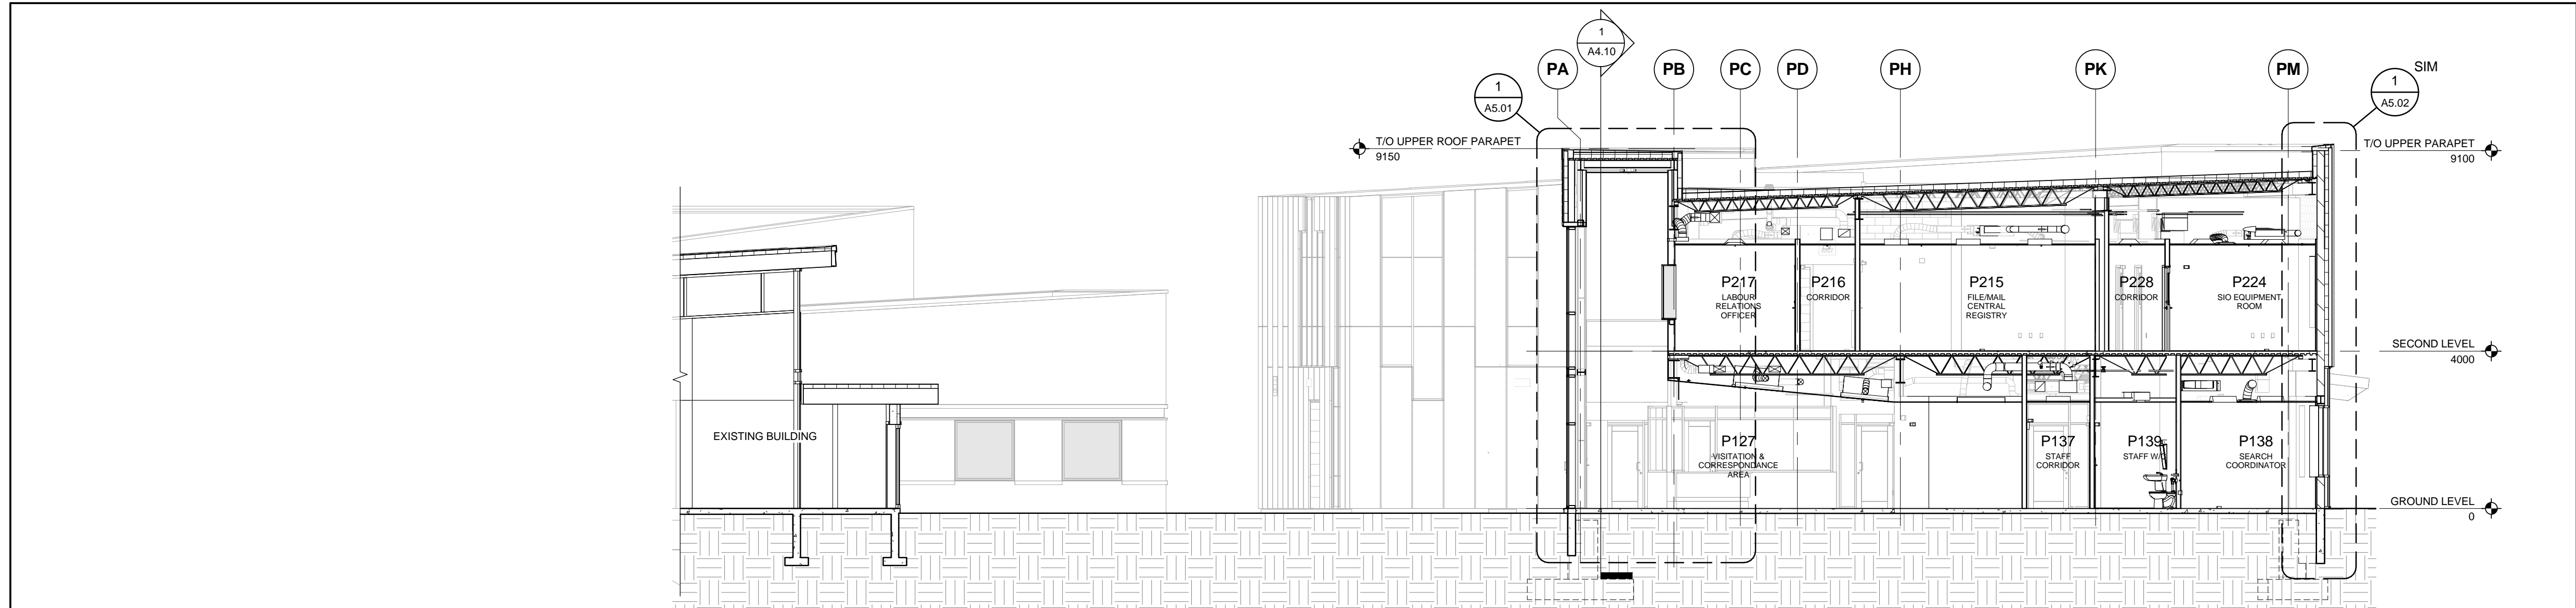 1
A4.10
PA
PB
PC
PD
PH
PK
PM
1
A5.01
1
SIM
A5.02
T/O UPPER ROOF PARAPET
9150
T/O UPPER PARAPET
9100
P217
LABOUR
RELATIONS
OFFICER
P216
CORRIDOR
P215
FILE/MAIL
CENTRAL
REGISTRY
P228
CORRIDOR
P224
SIO EQUIPMENT
ROOM
SECOND LEVEL
4000
EXISTING BUILDING
P127
VISITATION &
CORRESPONDANCE
AREA
P137
STAFF
CORRIDOR
P139
STAFF W/C
P138
SEARCH
COORDINATOR
GROUND LEVEL
0